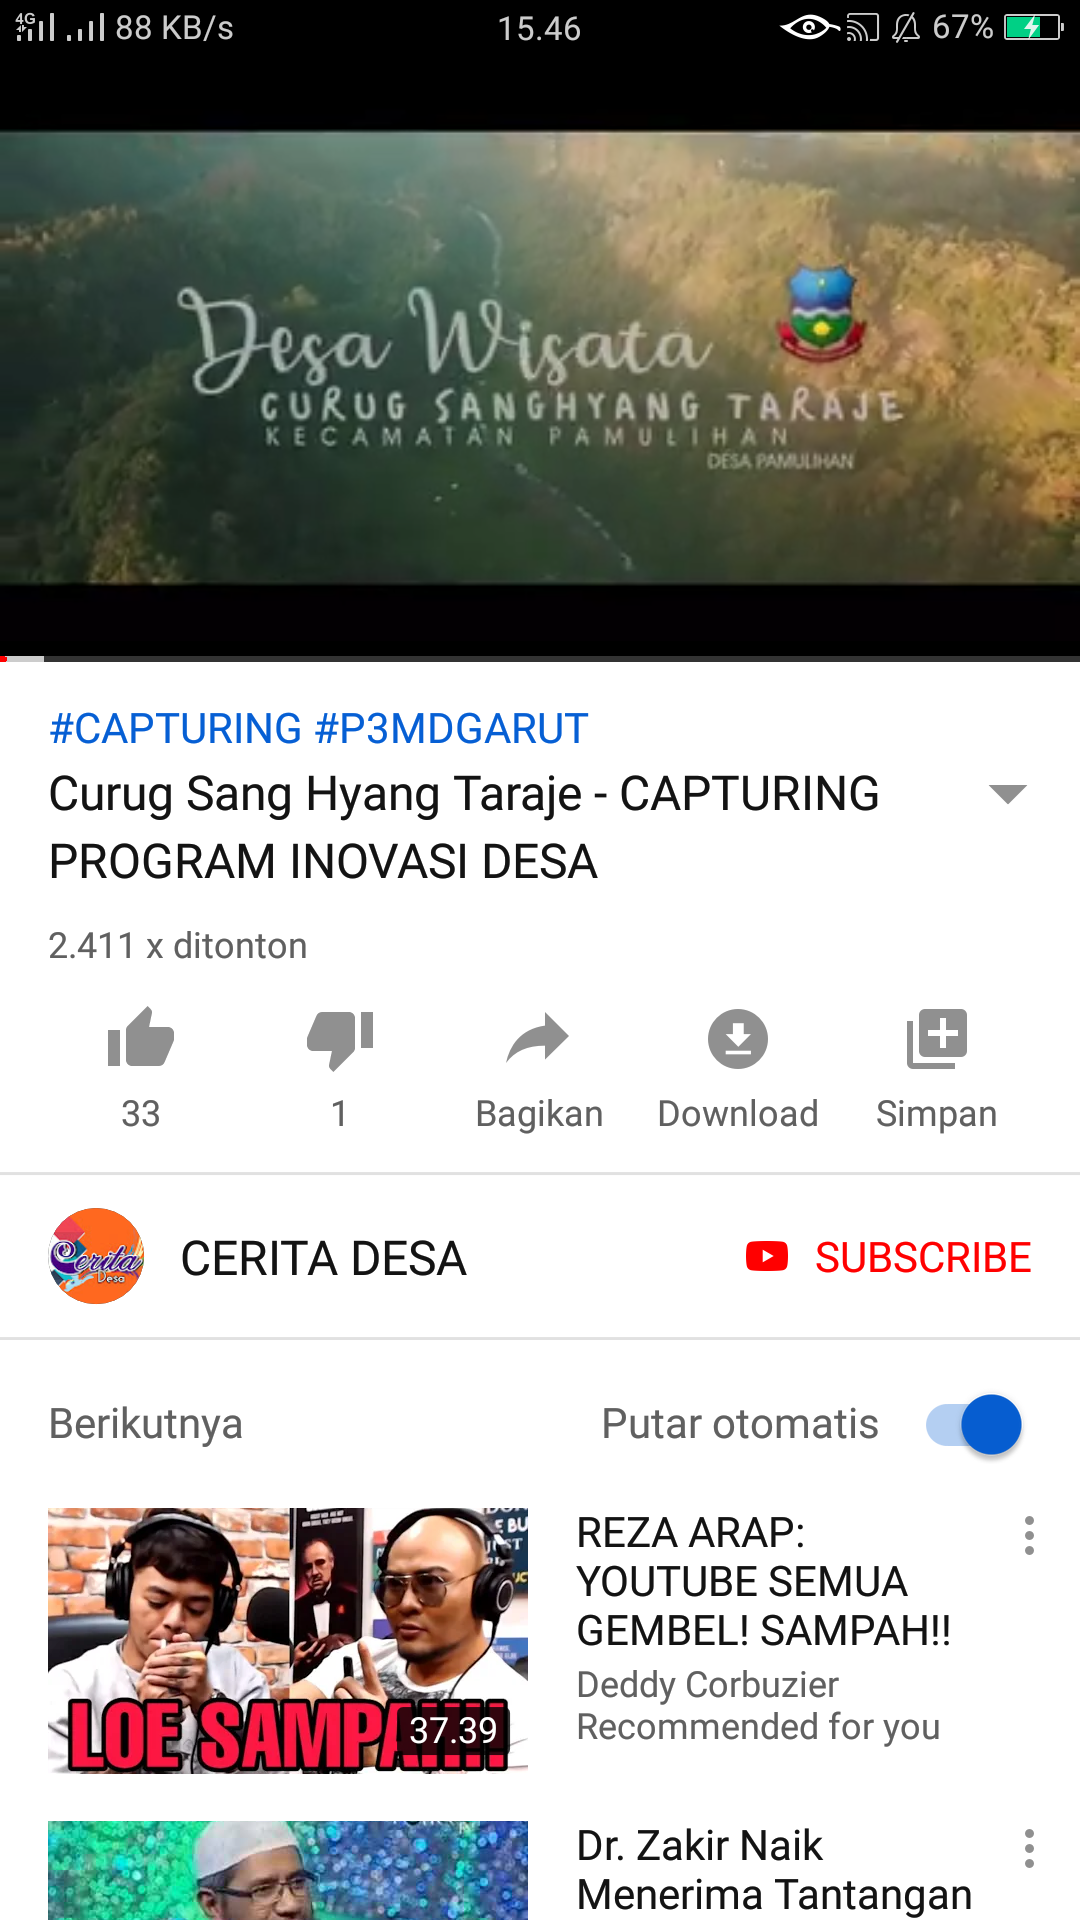 4G 88 KB/s 15.46 67%
Desa Wisata
CURUG SANGHYANG TARAJE
KECAMATAN PAMULIHAN
DESA PAMULIHAN
#CAPTURING #P3MDGARUT
Curug Sang Hyang Taraje - CAPTURING
PROGRAM INOVASI DESA
2.411 x ditonton
33 1 Bagikan Download Simpan
Cerita
Desa
CERITA DESA
SUBSCRIBE
Berikutnya
Putar otomatis
LOE SAMPAH!!!
37.39
REZA ARAP:
YOUTUBE SEMUA
GEMBEL! SAMPAH!!
Deddy Corbuzier
Recommended for you
Dr. Zakir Naik
Menerima Tantangan